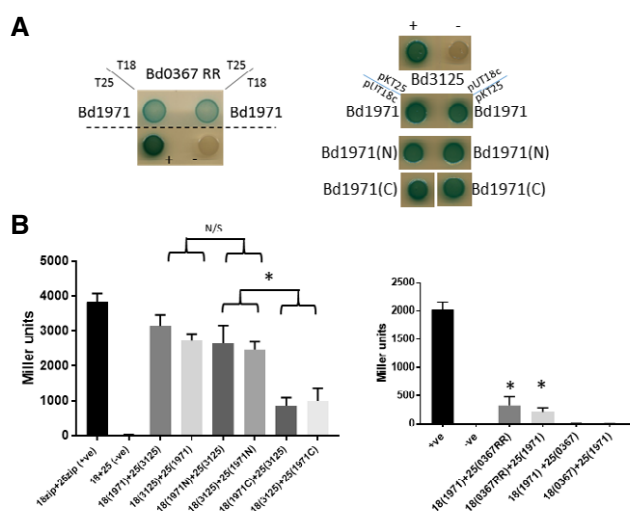 A
T18
T25
Bd0367 RR
T25
T18
Bd1971
Bd1971
+ -
+ -
Bd3125
pKT25
pUT18c
pUT18c
pKT25
Bd1971
Bd1971
Bd1971(N)
Bd1971(N)
Bd1971(C)
Bd1971(C)
B
N/S
*
Miller units
5000
4000
3000
2000
1000
0
18zip+25zip (+ve)
18+25 (-ve)
18(1971)+25(3125)
18(3125)+25(1971)
18(1971N)+25(3125)
18(3125)+25(1971N)
18(1971C)+25(3125)
18(3125)+25(1971C)
Miller units
2500
2000
1500
1000
500
0
* *
+ve
-ve
18(1971)+25(0367RR)
18(0367RR)+25(1971)
18(1971) +25(0367)
18(0367)+25(1971)